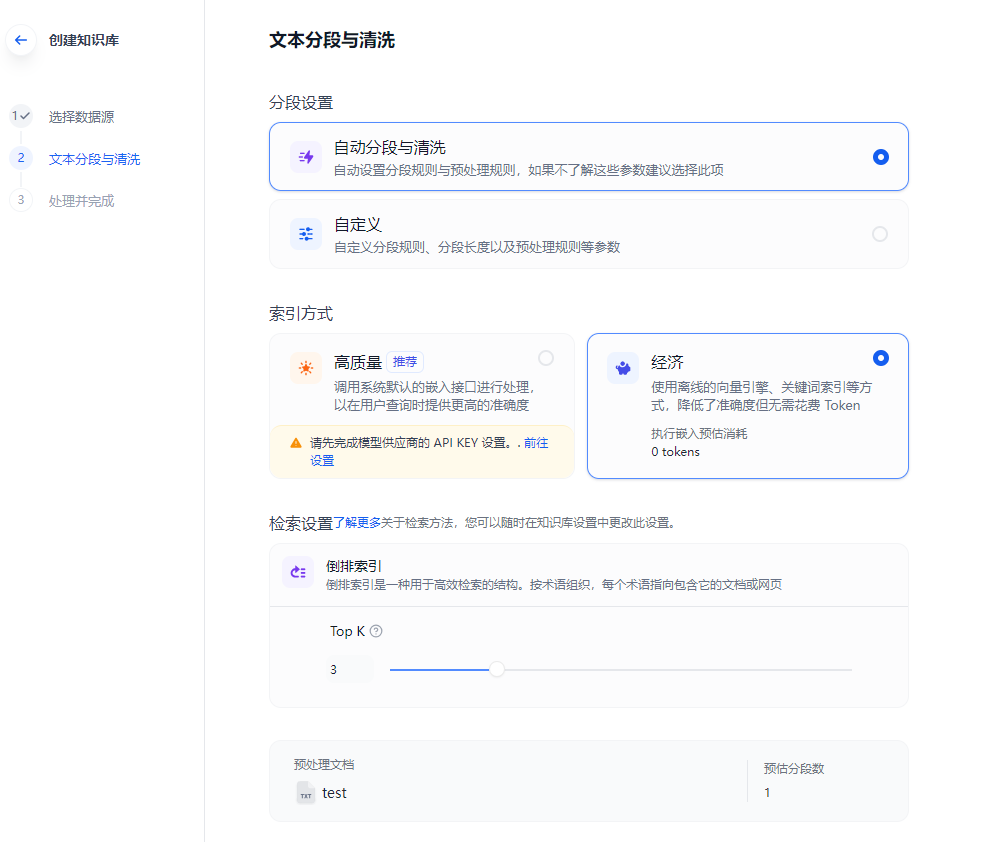 创建知识库
1
选择数据源
2
文本分段与清洗
3
处理并完成
文本分段与清洗
分段设置
自动分段与清洗
自动设置分段规则与预处理规则，如果不了解这些参数建议选择此项
自定义
自定义分段规则、分段长度以及预处理规则等参数
索引方式
高质量 推荐
调用系统默认的嵌入接口进行处理，
以在用户查询时提供更高的准确度
请先完成模型供应商的 API KEY 设置。. 前往
设置
经济
使用离线的向量引擎、关键词索引等方
式，降低了准确度但无需花费 Token
执行嵌入预估消耗
0 tokens
检索设置了解更多关于检索方法，您可以随时在知识库设置中更改此设置。
倒排索引
倒排索引是一种用于高效检索的结构。按术语组织，每个术语指向包含它的文档或网页
Top K ?
3
预处理文档
TXT test
预估分段数
1